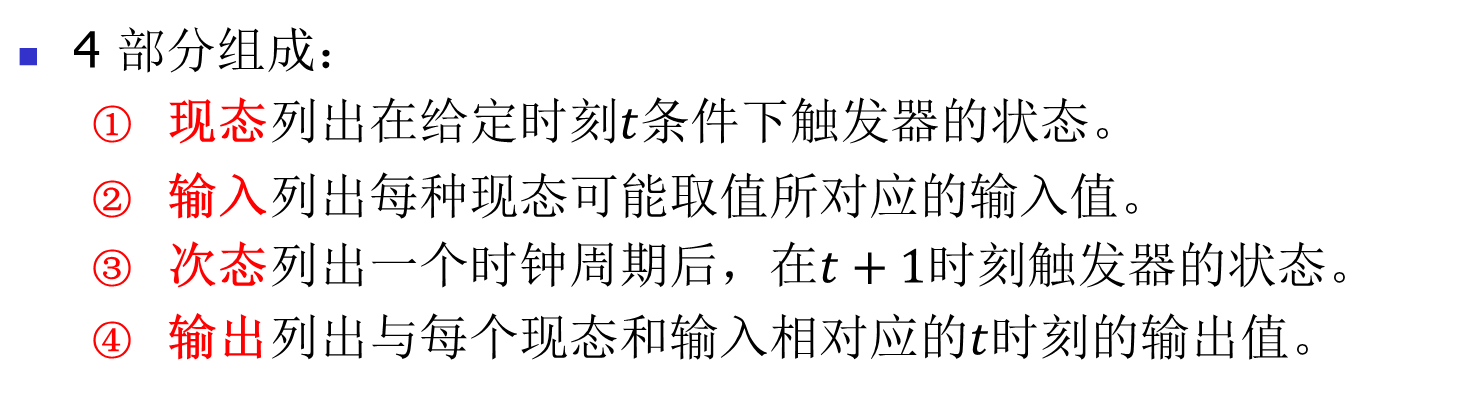 4 部分组成：
① 现态列出在给定时刻t条件下触发器的状态。
② 输入列出每种现态可能取值所对应的输入值。
③ 次态列出一个时钟周期后，在t + 1时刻触发器的状态。
④ 输出列出与每个现态和输入相对应的t时刻的输出值。